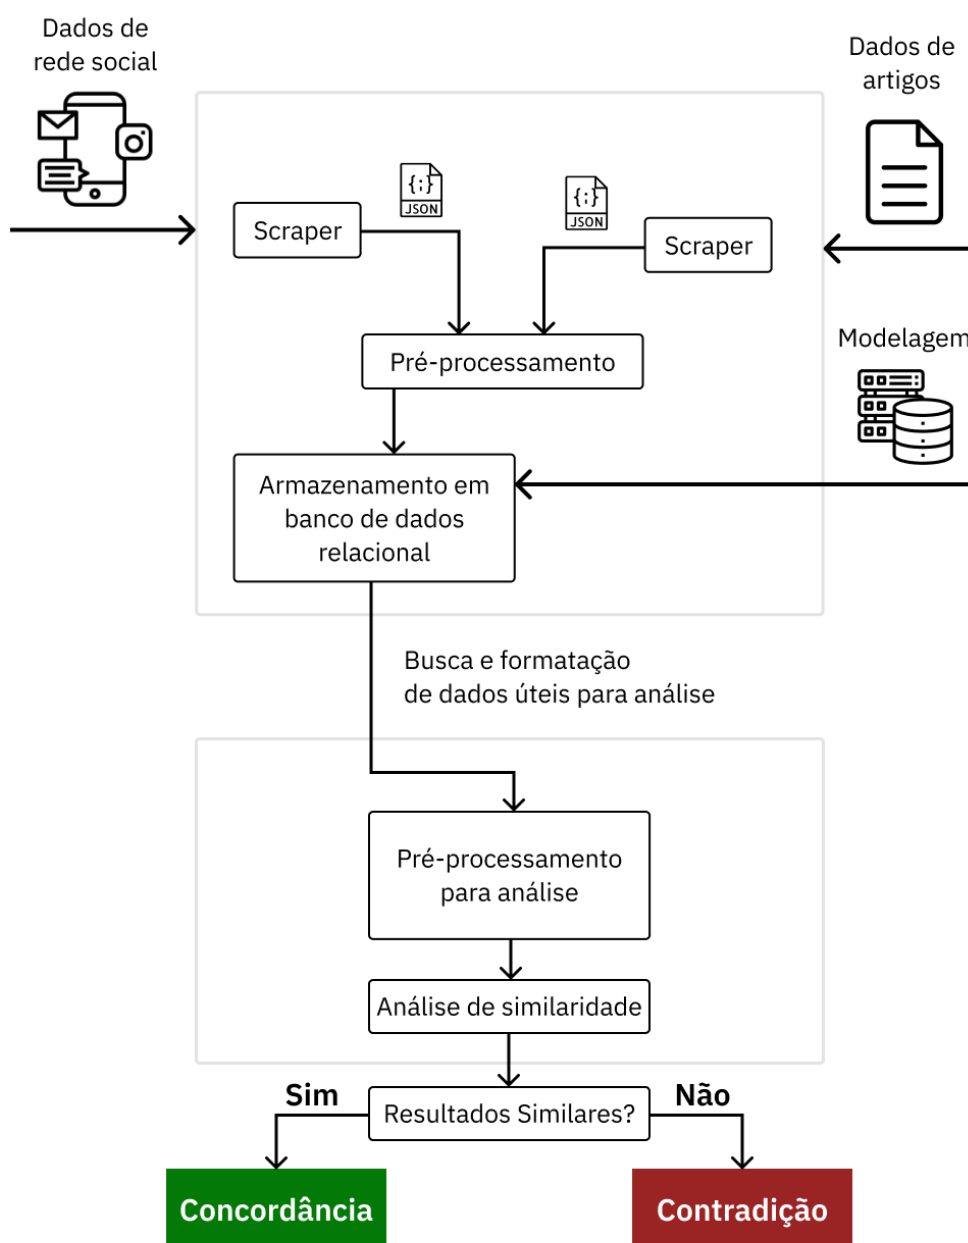 Dados de
rede social
Dados de
artigos
{;}
JSON
{;}
JSON
Scraper
Scraper
Modelagem
Pré-processamento
Armazenamento em
banco de dados
relacional
Busca e formatação
de dados úteis para análise
Pré-processamento
para análise
Análise de similaridade
Sim
Resultados Similares?
Não
Concordância
Contradição